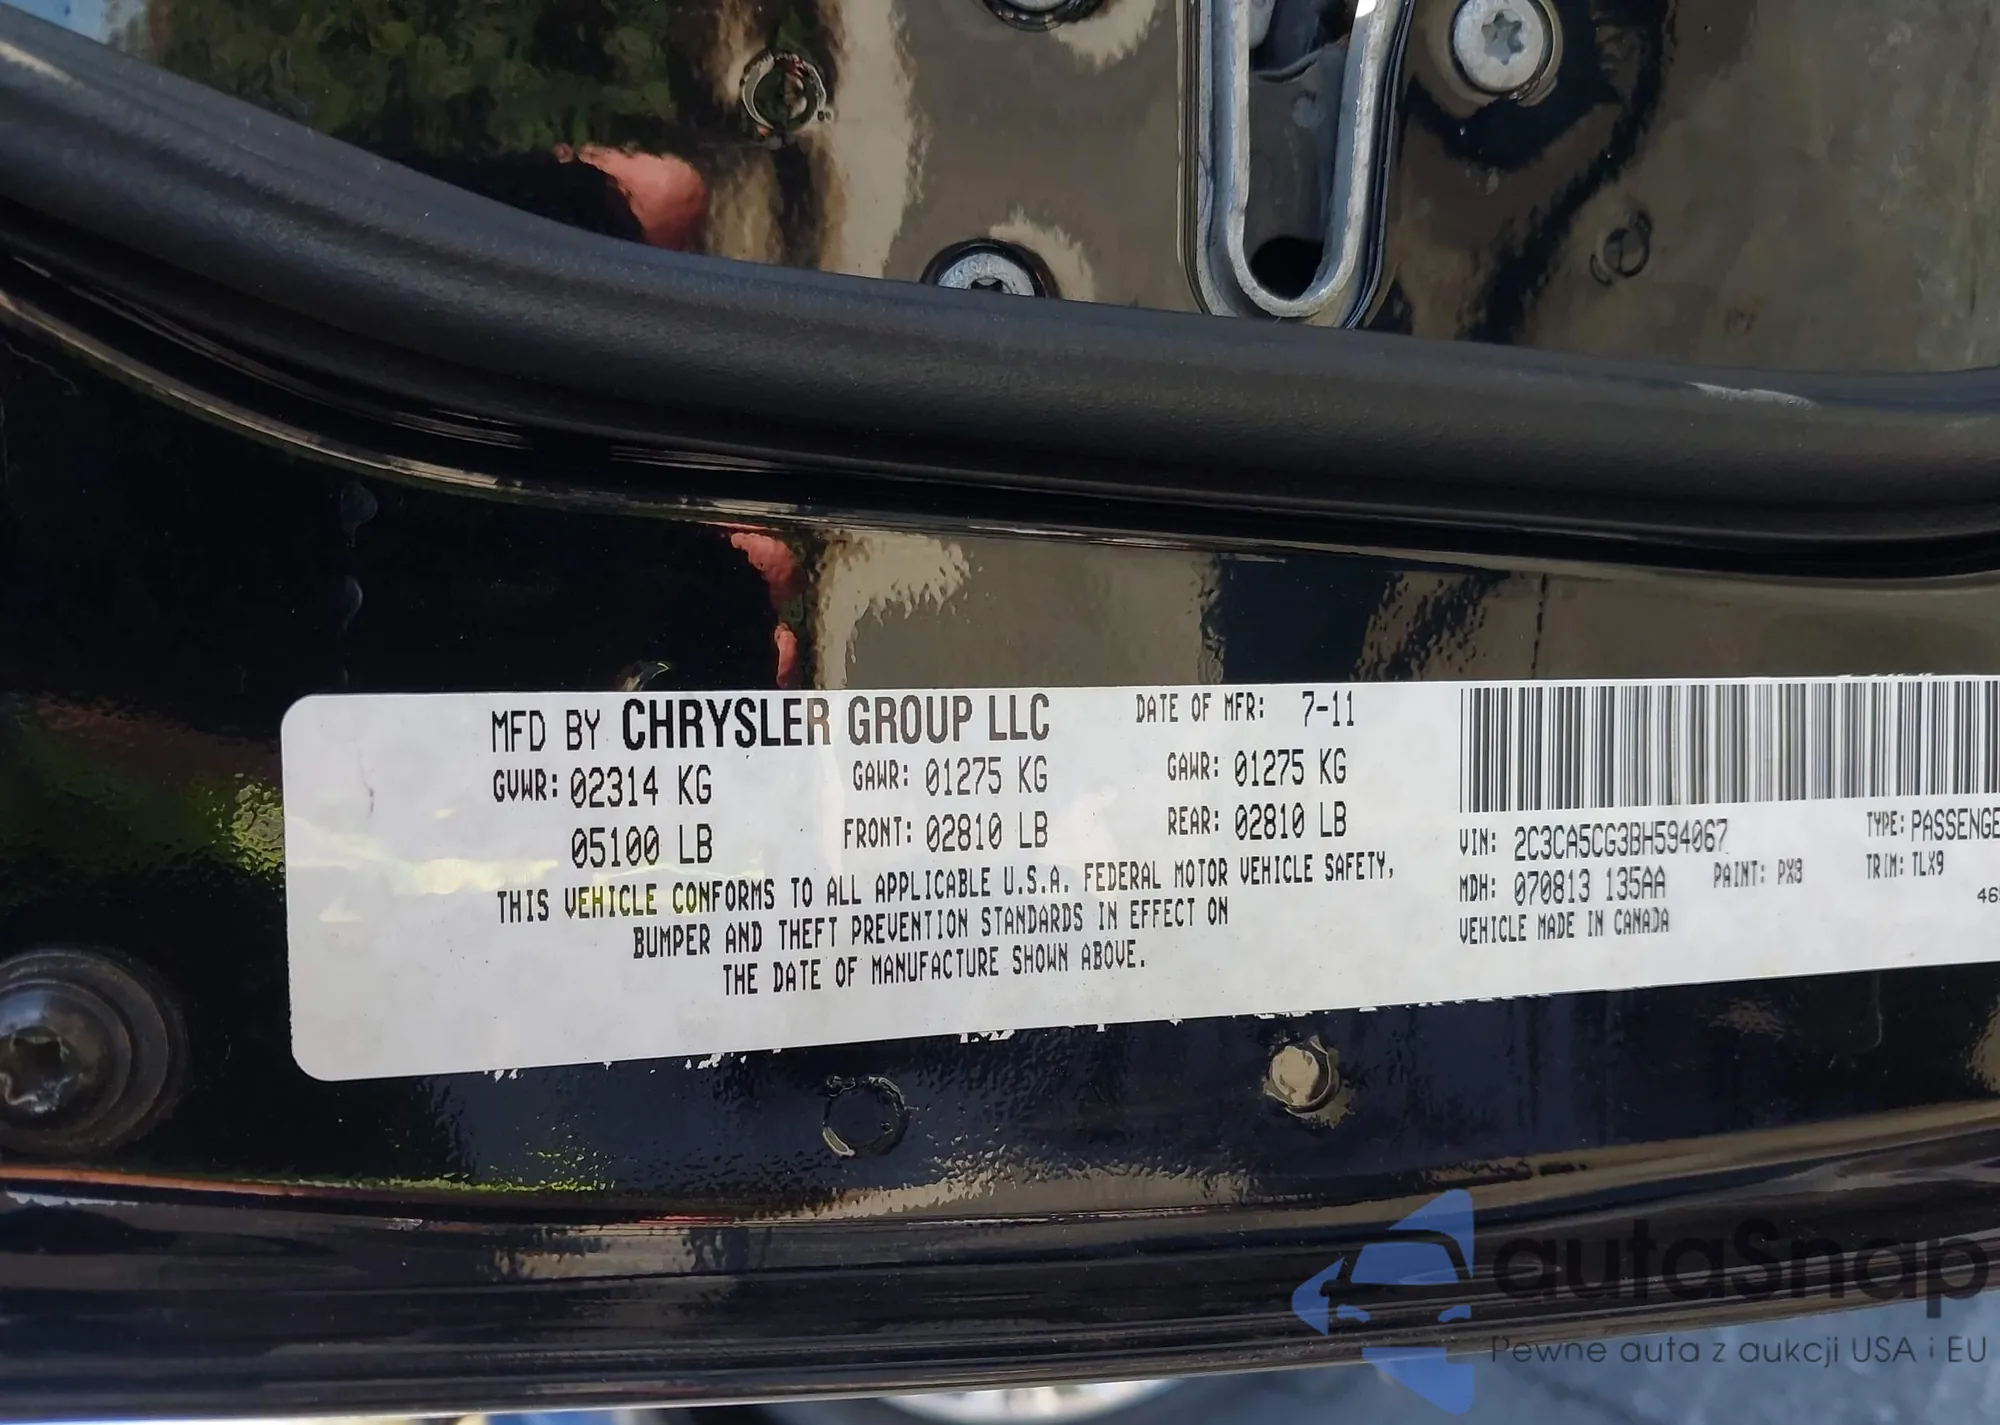 MFD BY CHRYSLER GROUP LLC DATE OF MFR: 7-11
GVWR: 02314 KG GAWR: 01275 KG GAWR: 01275 KG
05100 LB FRONT: 02810 LB REAR: 02810 LB
THIS VEHICLE CONFORMS TO ALL APPLICABLE U.S.A. FEDERAL MOTOR VEHICLE SAFETY,
BUMPER AND THEFT PREVENTION STANDARDS IN EFFECT ON
THE DATE OF MANUFACTURE SHOWN ABOVE.
VIN: 2C3CA5CG3BH594067 TYPE: PASSENGE
MDH: 070813 135AA PAINT: PX8 TRIM: TLX9
VEHICLE MADE IN CANADA
autaSnap
Pewne auta z aukcji USA i EU